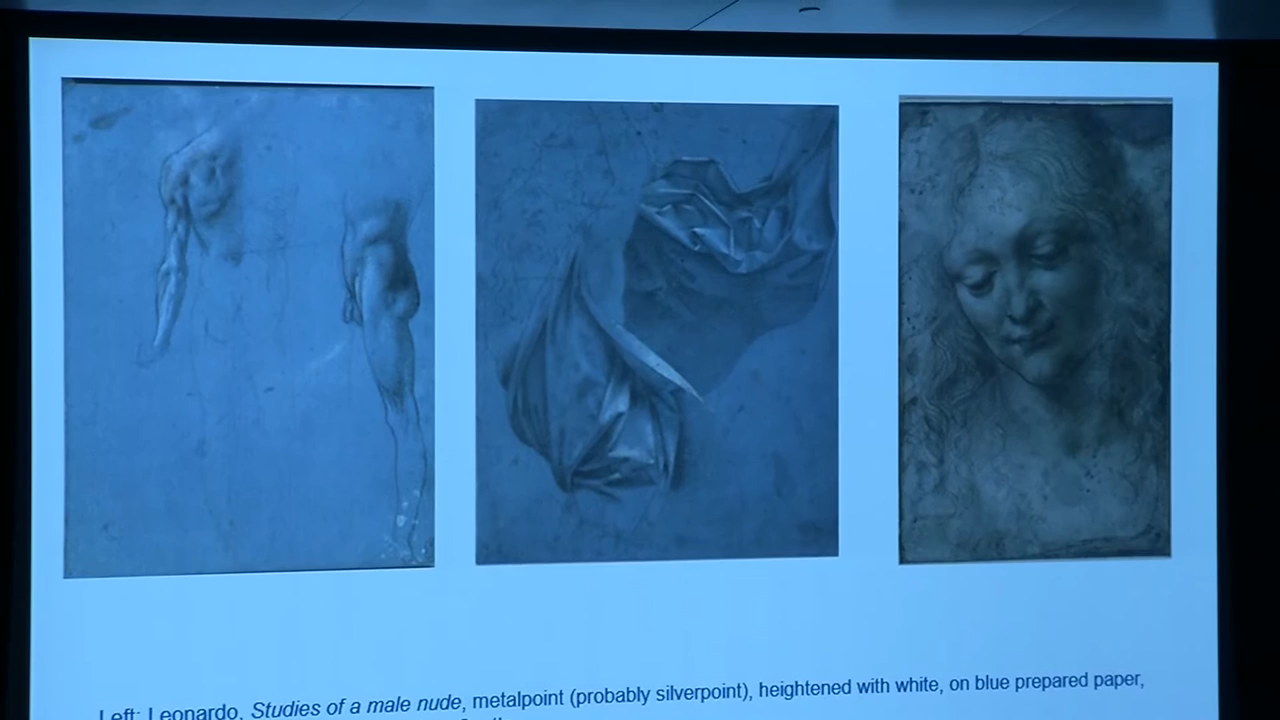 Left: Leonardo, Studies of a male nude, metalpoint (probably silverpoint), heightened with white, on blue prepared paper,